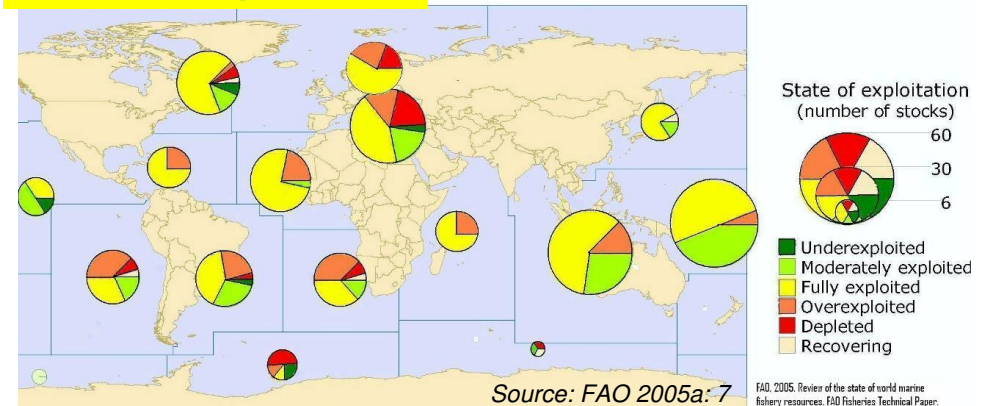 State of exploitation
(number of stocks)
60
30
6
Underexploited
Moderately exploited
Fully exploited
Overexploited
Depleted
Recovering
Source: FAO 2005a: 7
FAO, 2005. Review of the state of world marine
fishery resources. FAO Fisheries Technical Paper.